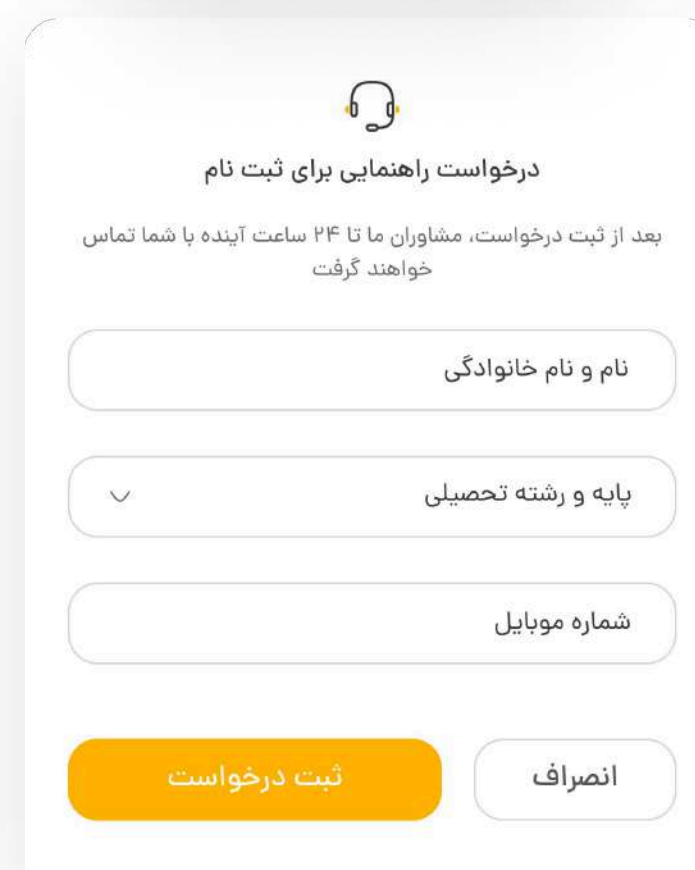 درخواست راهنمایی برای ثبت نام
بعد از ثبت درخواست، مشاوران ما تا ۲۴ ساعت آینده با شما تماس
خواهند گرفت
نام و نام خانوادگی
پایه و رشته تحصیلی
شماره موبایل
انصراف
ثبت درخواست